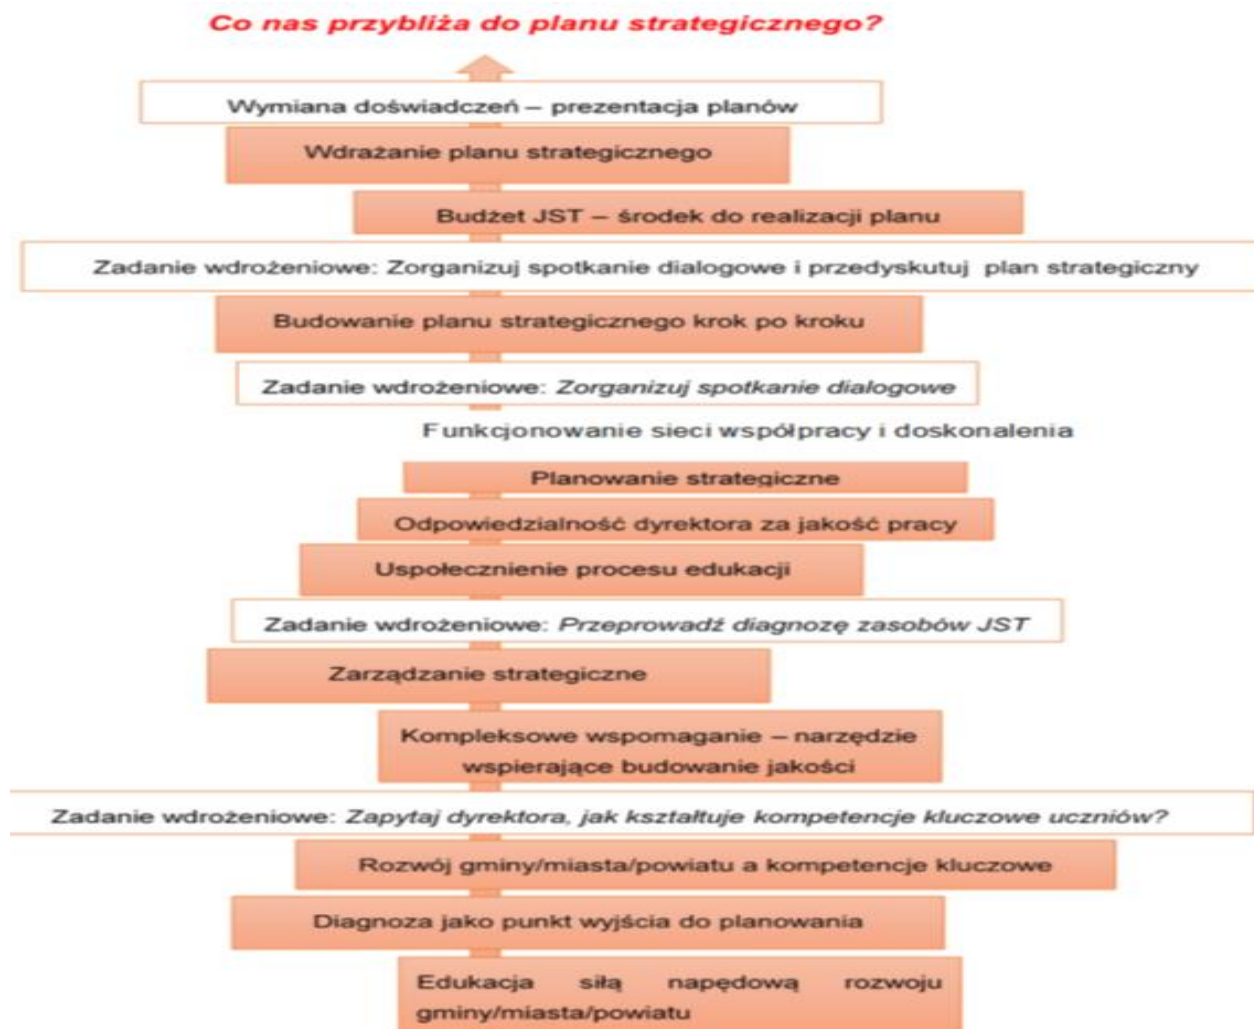 Co nas przybliża do planu strategicznego?
Wymiana doświadczeń – prezentacja planów
Wdrażanie planu strategicznego
Budżet JST – środek do realizacji planu
Zadanie wdrożeniowe: Zorganizuj spotkanie dialogowe i przedyskutuj plan strategiczny
Budowanie planu strategicznego krok po kroku
Zadanie wdrożeniowe: Zorganizuj spotkanie dialogowe
Funkcjonowanie sieci współpracy i doskonalenia
Planowanie strategiczne
Odpowiedzialność dyrektora za jakość pracy
Uspołecznienie procesu edukacji
Zadanie wdrożeniowe: Przeprowadź diagnozę zasobów JST
Zarządzanie strategiczne
Kompleksowe wspomaganie – narzędzie
wspierające budowanie jakości
Zadanie wdrożeniowe: Zapytaj dyrektora, jak kształtuje kompetencje kluczowe uczniów?
Rozwój gminy/miasta/powiatu a kompetencje kluczowe
Diagnoza jako punkt wyjścia do planowania
Edukacja siłą napędową rozwoju
gminy/miasta/powiatu